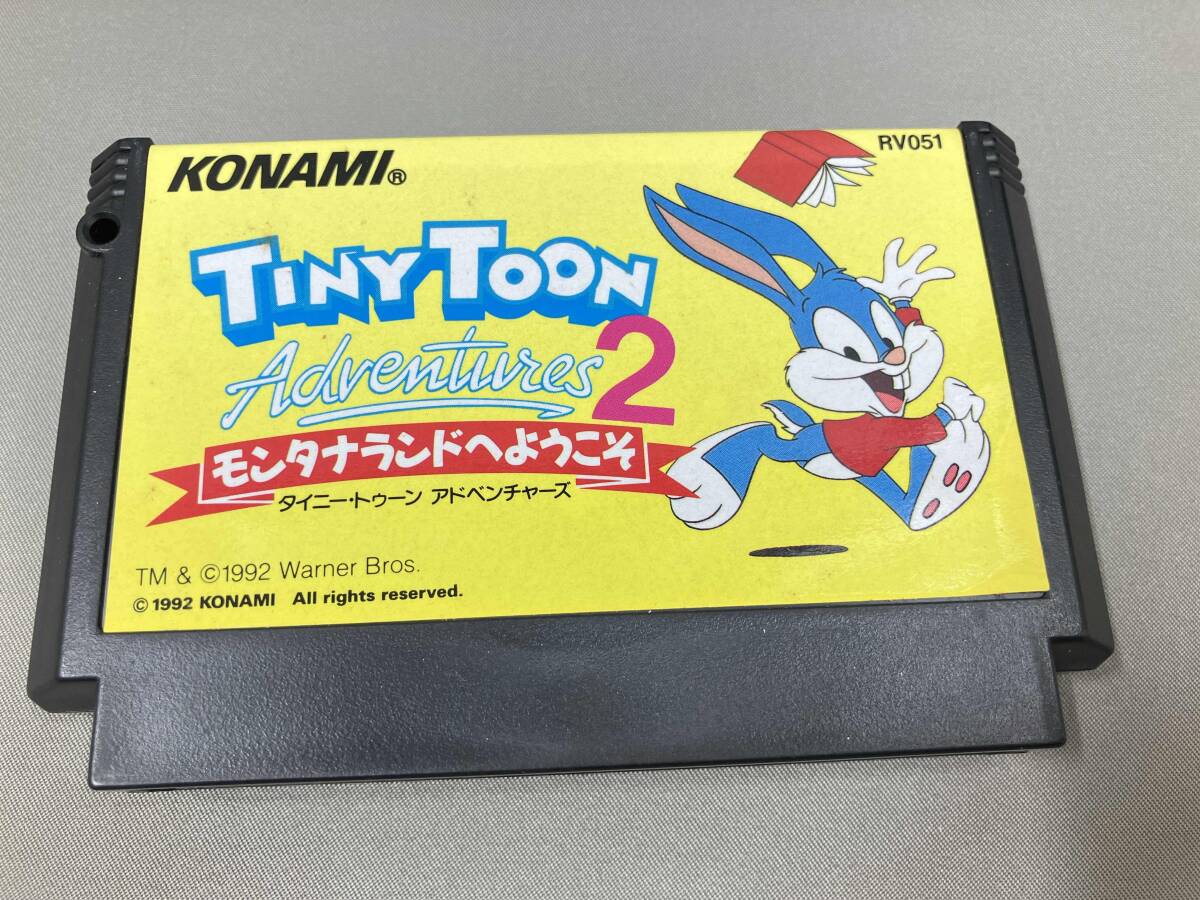 KONAMI®
RV051
TINY TOON
Adventures 2
モンタナランドへようこそ
タイニー・トゥーン アドベンチャーズ
TM & ©1992 Warner Bros.
© 1992 KONAMI All rights reserved.